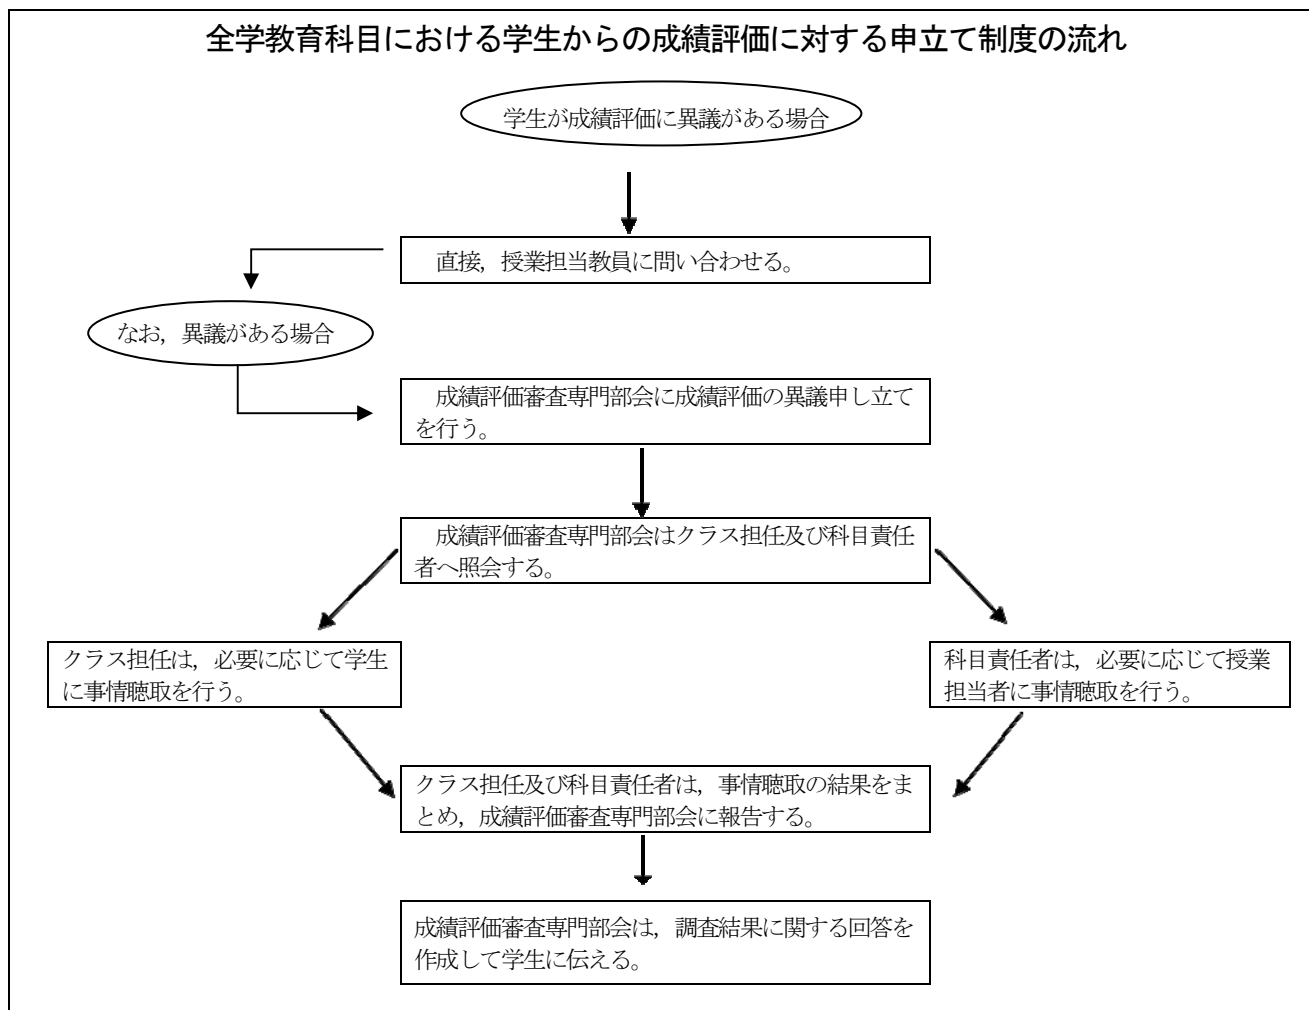 全学教育科目における学生からの成績評価に対する申立て制度の流れ
学生が成績評価に異議がある場合
直接，授業担当教員に問い合わせる。
なお，異議がある場合
成績評価審査専門部会に成績評価の異議申し立て
を行う。
成績評価審査専門部会はクラス担任及び科目責任
者へ照会する。
クラス担任は，必要に応じて学生
に事情聴取を行う。
科目責任者は，必要に応じて授業
担当者に事情聴取を行う。
クラス担任及び科目責任者は，事情聴取の結果をま
とめ，成績評価審査専門部会に報告する。
成績評価審査専門部会は，調査結果に関する回答を
作成して学生に伝える。